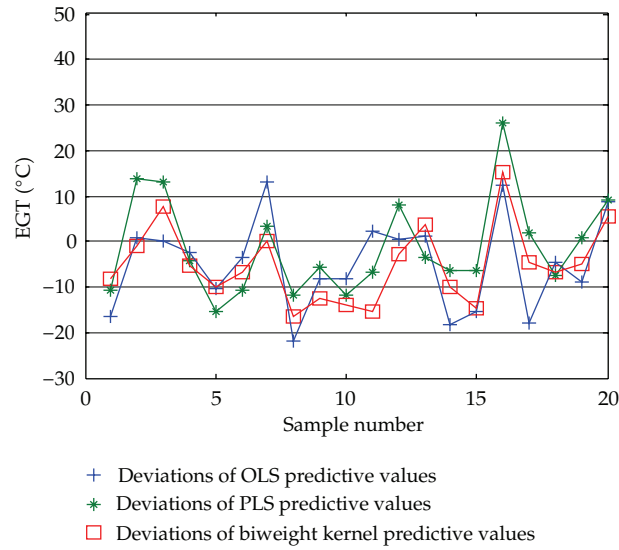 50
40
30
20
10
0
−10
−20
−30
EGT (°C)
0 5 10 15 20
Sample number
Deviations of OLS predictive values
Deviations of PLS predictive values
Deviations of biweight kernel predictive values